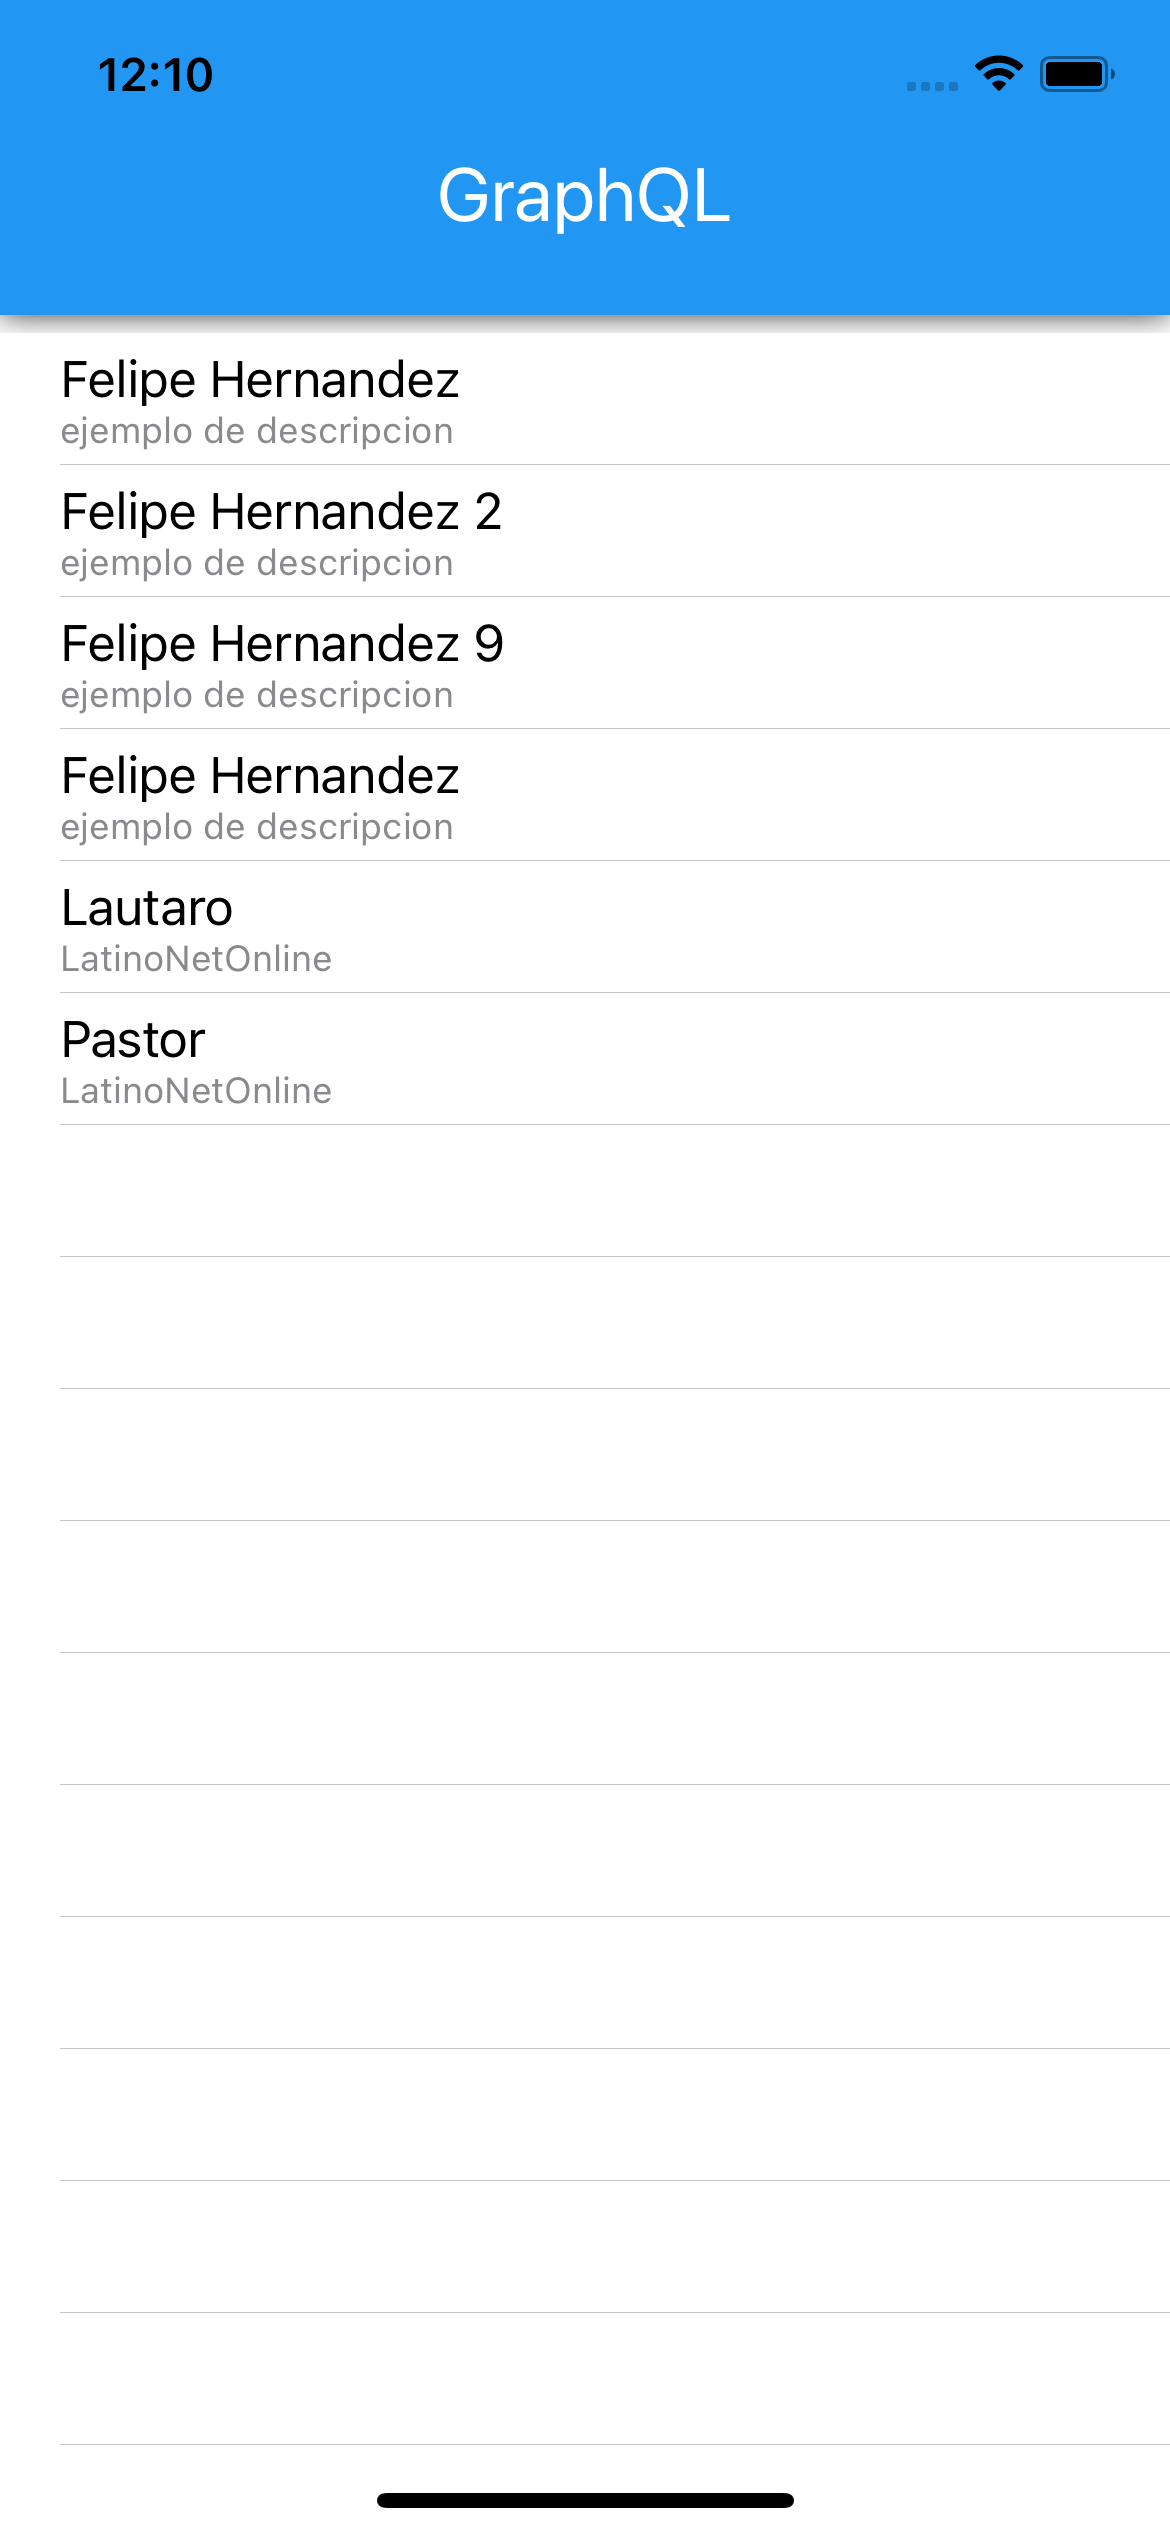 12:10
GraphQL
Felipe Hernandez
ejemplo de descripcion
Felipe Hernandez 2
ejemplo de descripcion
Felipe Hernandez 9
ejemplo de descripcion
Felipe Hernandez
ejemplo de descripcion
Lautaro
LatinoNetOnline
Pastor
LatinoNetOnline